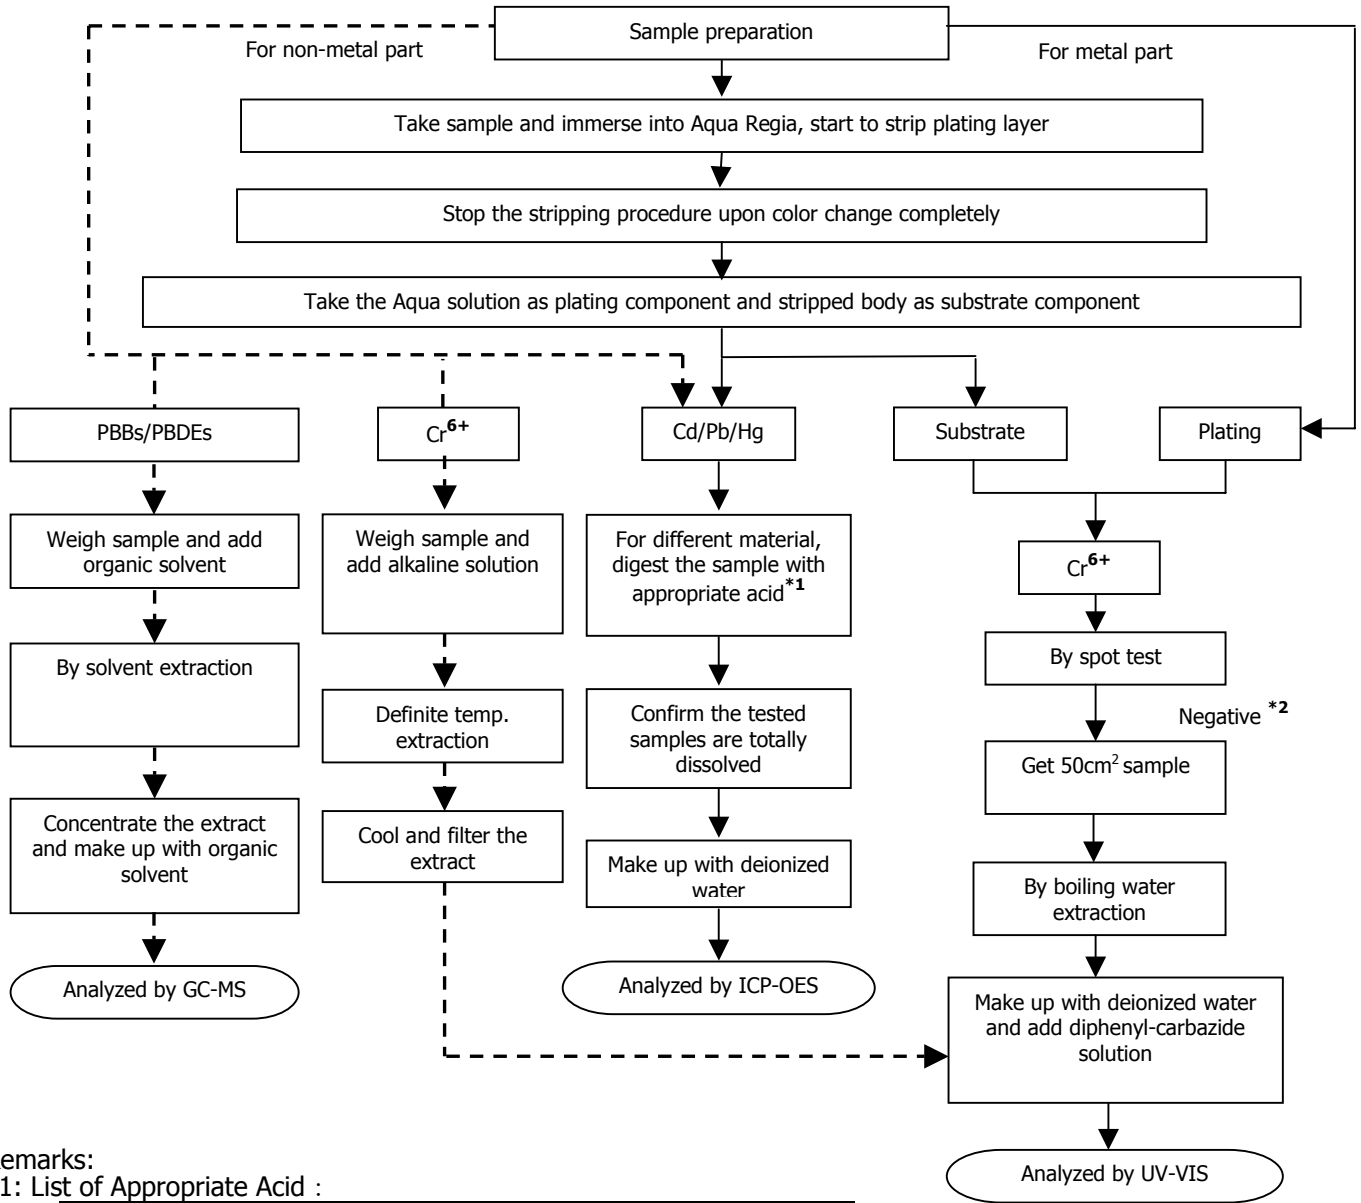 Sample preparation
For non-metal part
For metal part
Take sample and immerse into Aqua Regia, start to strip plating layer
Stop the stripping procedure upon color change completely
Take the Aqua solution as plating component and stripped body as substrate component
PBBs/PBDEs
Cr6+
Cd/Pb/Hg
Substrate
Plating
Weigh sample and add
organic solvent
By solvent extraction
Concentrate the extract
and make up with organic
solvent
Analyzed by GC-MS
Weigh sample and
add alkaline solution
Definite temp.
extraction
Cool and filter the
extract
For different material,
digest the sample with
appropriate acid*1
Confirm the tested
samples are totally
dissolved
Make up with deionized
water
Analyzed by ICP-OES
Cr6+
By spot test
Negative *2
Get 50cm2 sample
By boiling water
extraction
Make up with deionized water
and add diphenyl-carbazide
solution
Analyzed by UV-VIS
emarks:
1: List of Appropriate Acid :